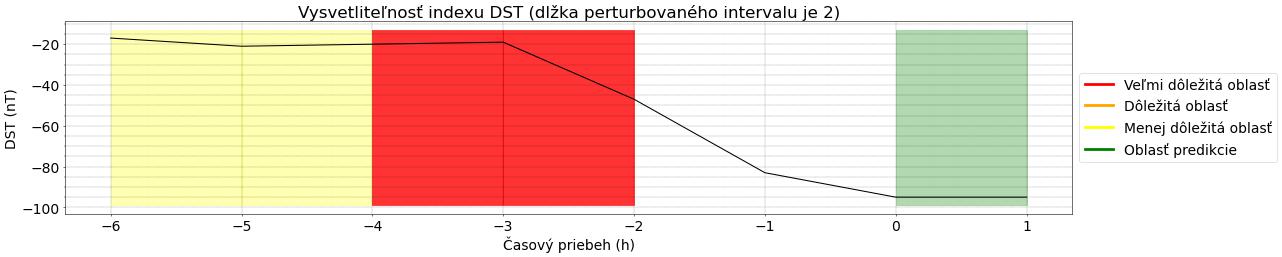 Vysvetliteľnosť indexu DST (dlžka perturbovaného intervalu je 2)
DST (nT)
−20
−40
−60
−80
−100
−6 −5 −4 −3 −2 −1 0 1
Časový priebeh (h)
Veľmi dôležitá oblasť
Dôležitá oblasť
Menej dôležitá oblasť
Oblasť predikcie